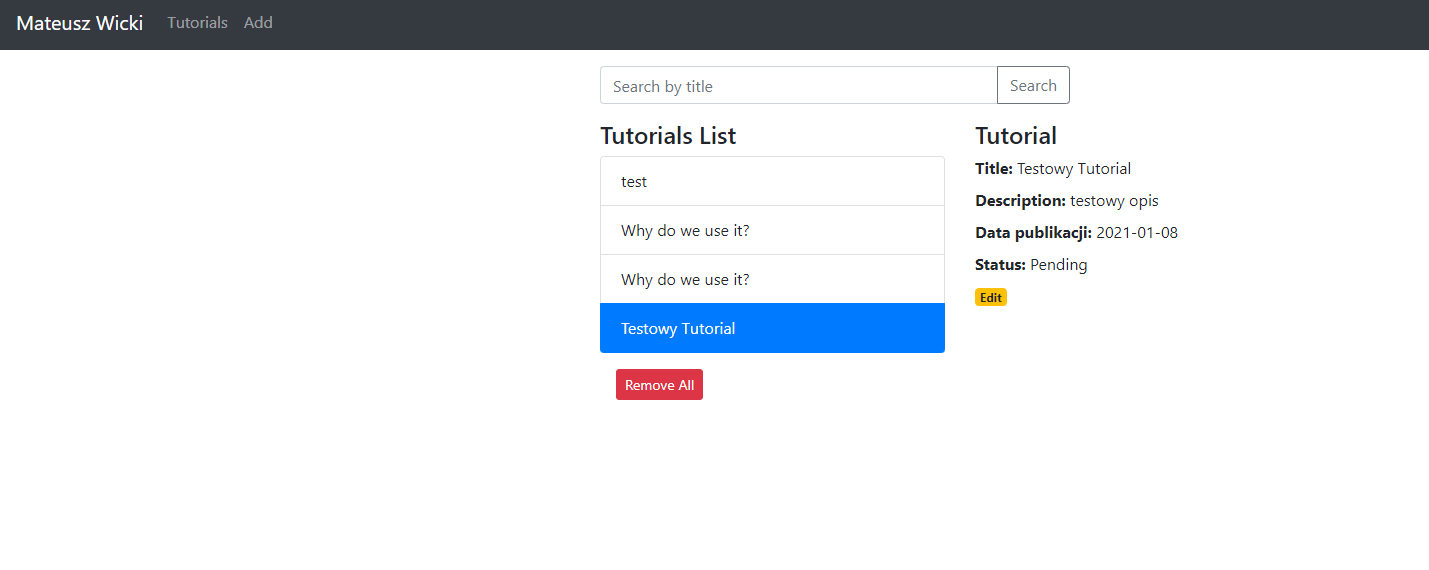 Mateusz Wicki Tutorials Add
Search by title Search
Tutorials List
test
Why do we use it?
Why do we use it?
Testowy Tutorial
Remove All
Tutorial
Title: Testowy Tutorial
Description: testowy opis
Data publikacji: 2021-01-08
Status: Pending
Edit